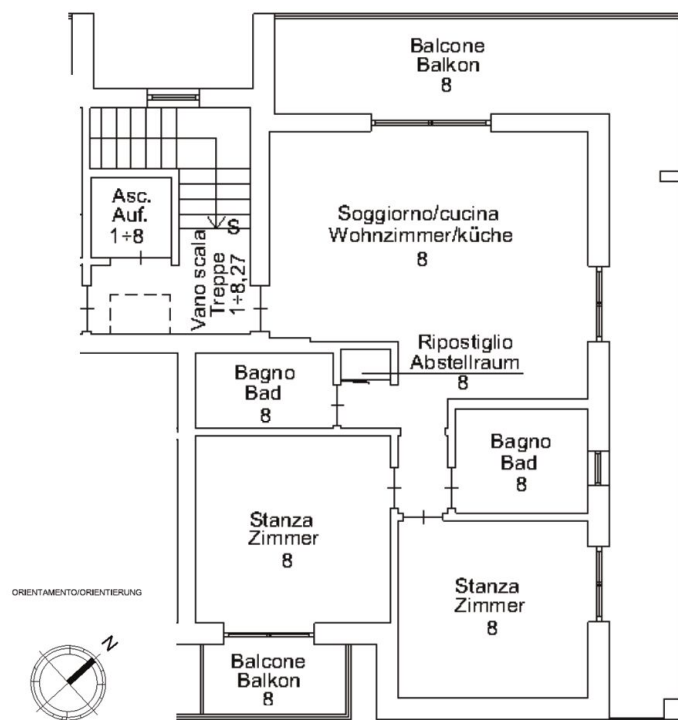 Balcone
Balkon
8
Asc.
Auf.
1÷8
S
Vano scala
Treppe
1÷8,27
Soggiorno/cucina
Wohnzimmer/küche
8
Ripostiglio
Abstellraum
8
Bagno
Bad
8
Bagno
Bad
8
Stanza
Zimmer
8
Stanza
Zimmer
8
ORIENTAMENTO/ORIENTIERUNG
N
Balcone
Balkon
8